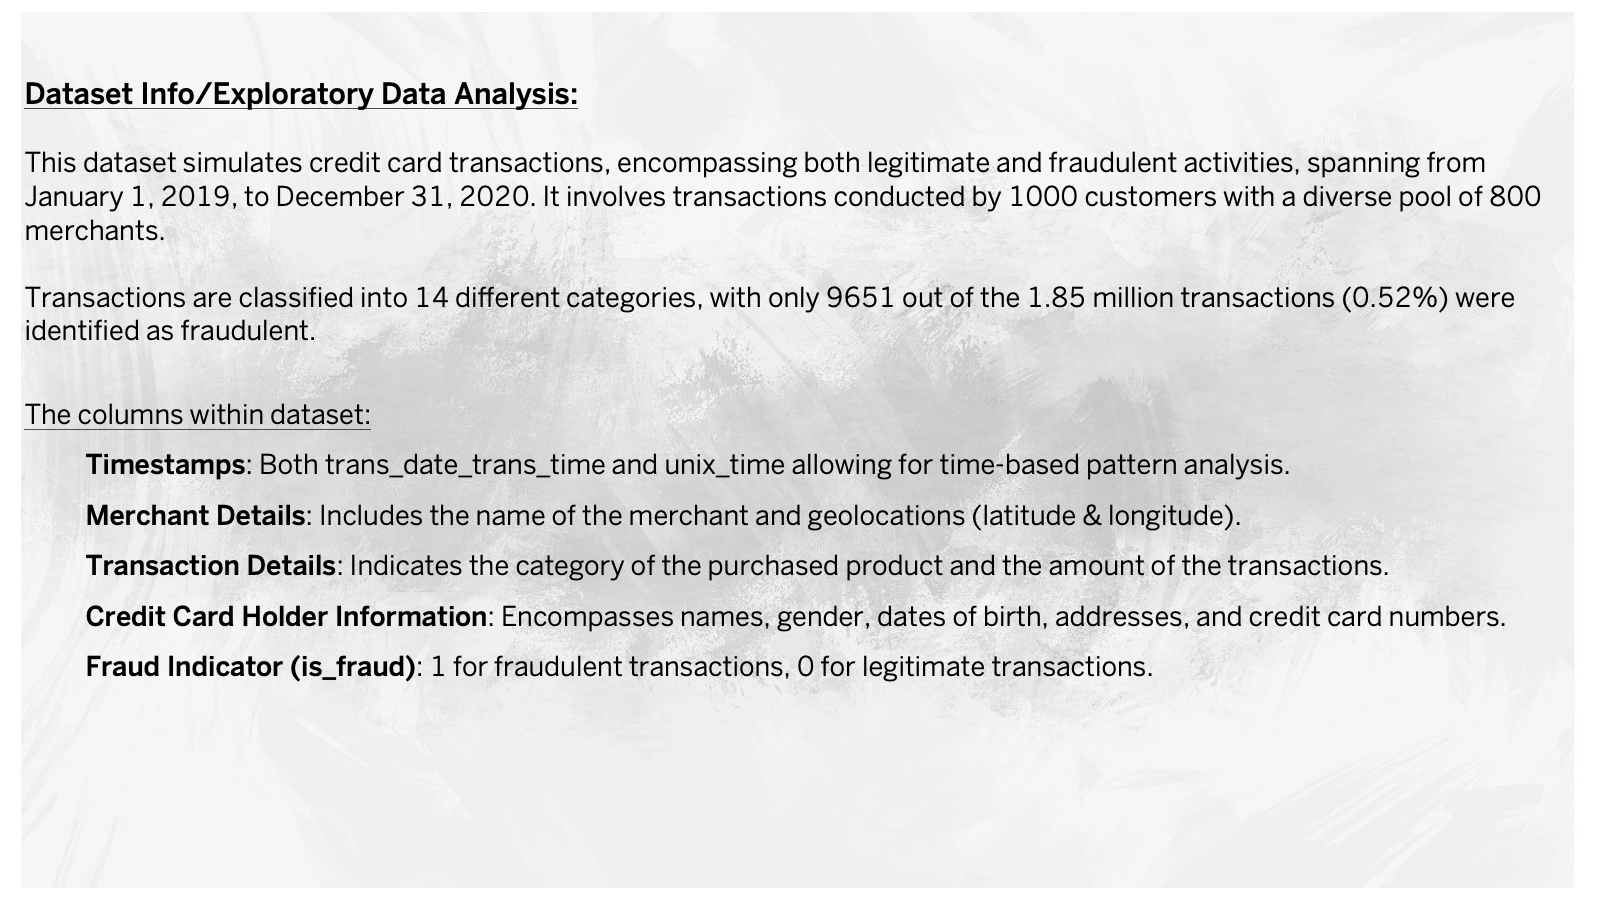 Dataset Info/Exploratory Data Analysis:
This dataset simulates credit card transactions, encompassing both legitimate and fraudulent activities, spanning from
January 1, 2019, to December 31, 2020. It involves transactions conducted by 1000 customers with a diverse pool of 800
merchants.
Transactions are classified into 14 different categories, with only 9651 out of the 1.85 million transactions (0.52%) were
identified as fraudulent.
The columns within dataset:
Timestamps: Both trans_date_trans_time and unix_time allowing for time-based pattern analysis.
Merchant Details: Includes the name of the merchant and geolocations (latitude & longitude).
Transaction Details: Indicates the category of the purchased product and the amount of the transactions.
Credit Card Holder Information: Encompasses names, gender, dates of birth, addresses, and credit card numbers.
Fraud Indicator (is_fraud): 1 for fraudulent transactions, 0 for legitimate transactions.